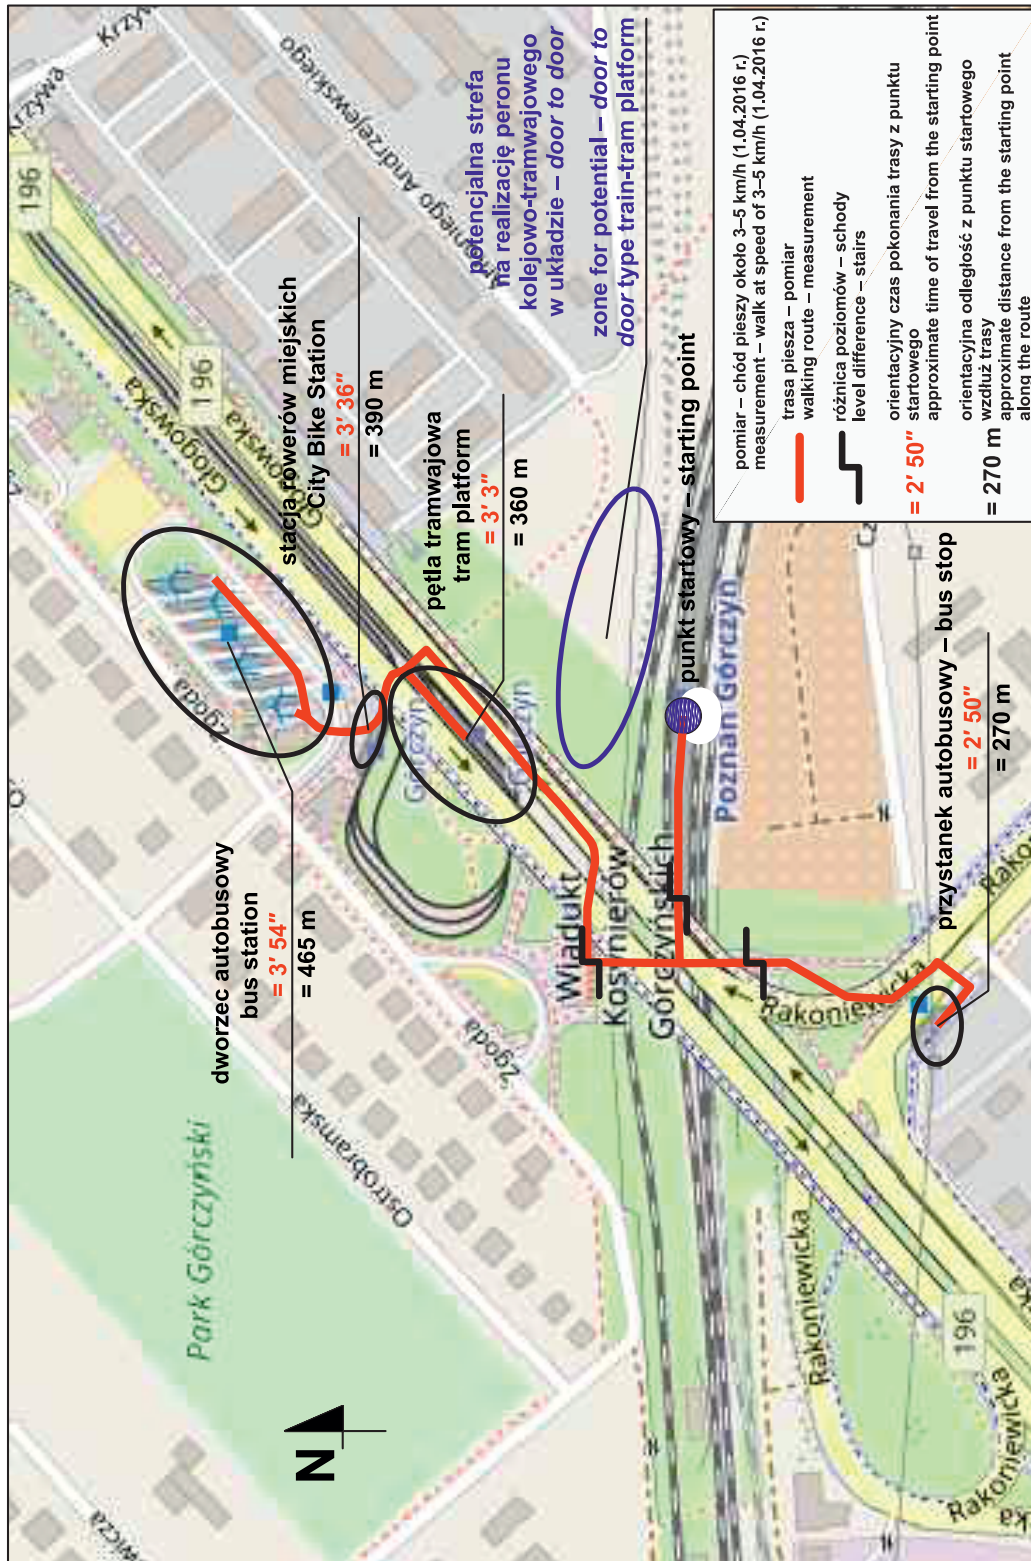 Krzywa
Krzyw
196
Głogowska
196
Głogowska
stacja rowerów miejskich
City Bike Station
= 3′ 36″
= 390 m
pętla tramwajowa
tram platform
= 3′ 3″
= 360 m
potencjalna strefa
na realizację peronu
kolejowo-tramwajowego
w układzie – door to door
zone for potential – door to
door type train-tram platform
punkt startowy – starting point
Poznań Górczyn
dworzec autobusowy
bus station
= 3′ 54″
= 465 m
Zgoda
Zgoda
Ostrobramska
Park Górczyński
N
Wiadukt
Kosynierów
Górczyńskich
przystanek autobusowy – bus stop
= 2′ 50″
= 270 m
Rakoniewicka
Rako
Rakoniewicka
Rakoniewicka
196
wicza
pomiar – chód pieszy około 3–5 km/h (1.04.2016 r.)
measurement – walk at speed of 3–5 km/h (1.04.2016 r.)
trasa piesza – pomiar
walking route – measurement
różnica poziomów – schody
level difference – stairs
= 2′ 50″
orientacyjny czas pokonania trasy z punktu
startowego
approximate time of travel from the starting point
= 270 m
orientacyjna odległość z punktu startowego
wzdłuż trasy
approximate distance from the starting point
along the route